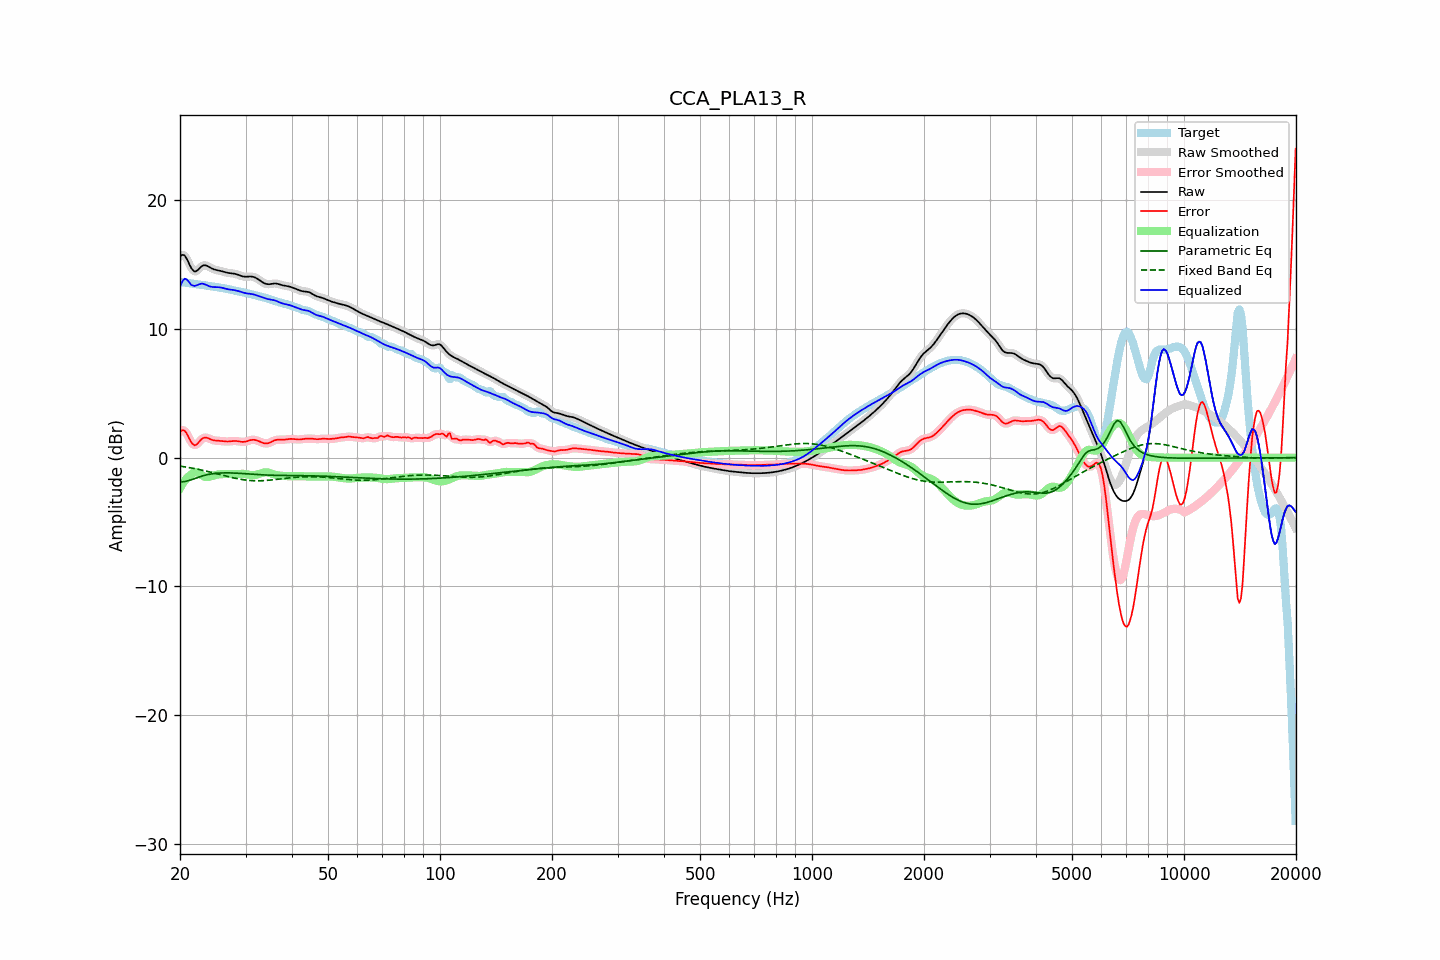 CCA_PLA13_R
Target
Raw Smoothed
Error Smoothed
Raw
Error
Equalization
Parametric Eq
Fixed Band Eq
Equalized
20
10
0
−10
−20
−30
Amplitude (dBr)
20 50 100 200 500 1000 2000 5000 10000 20000
Frequency (Hz)